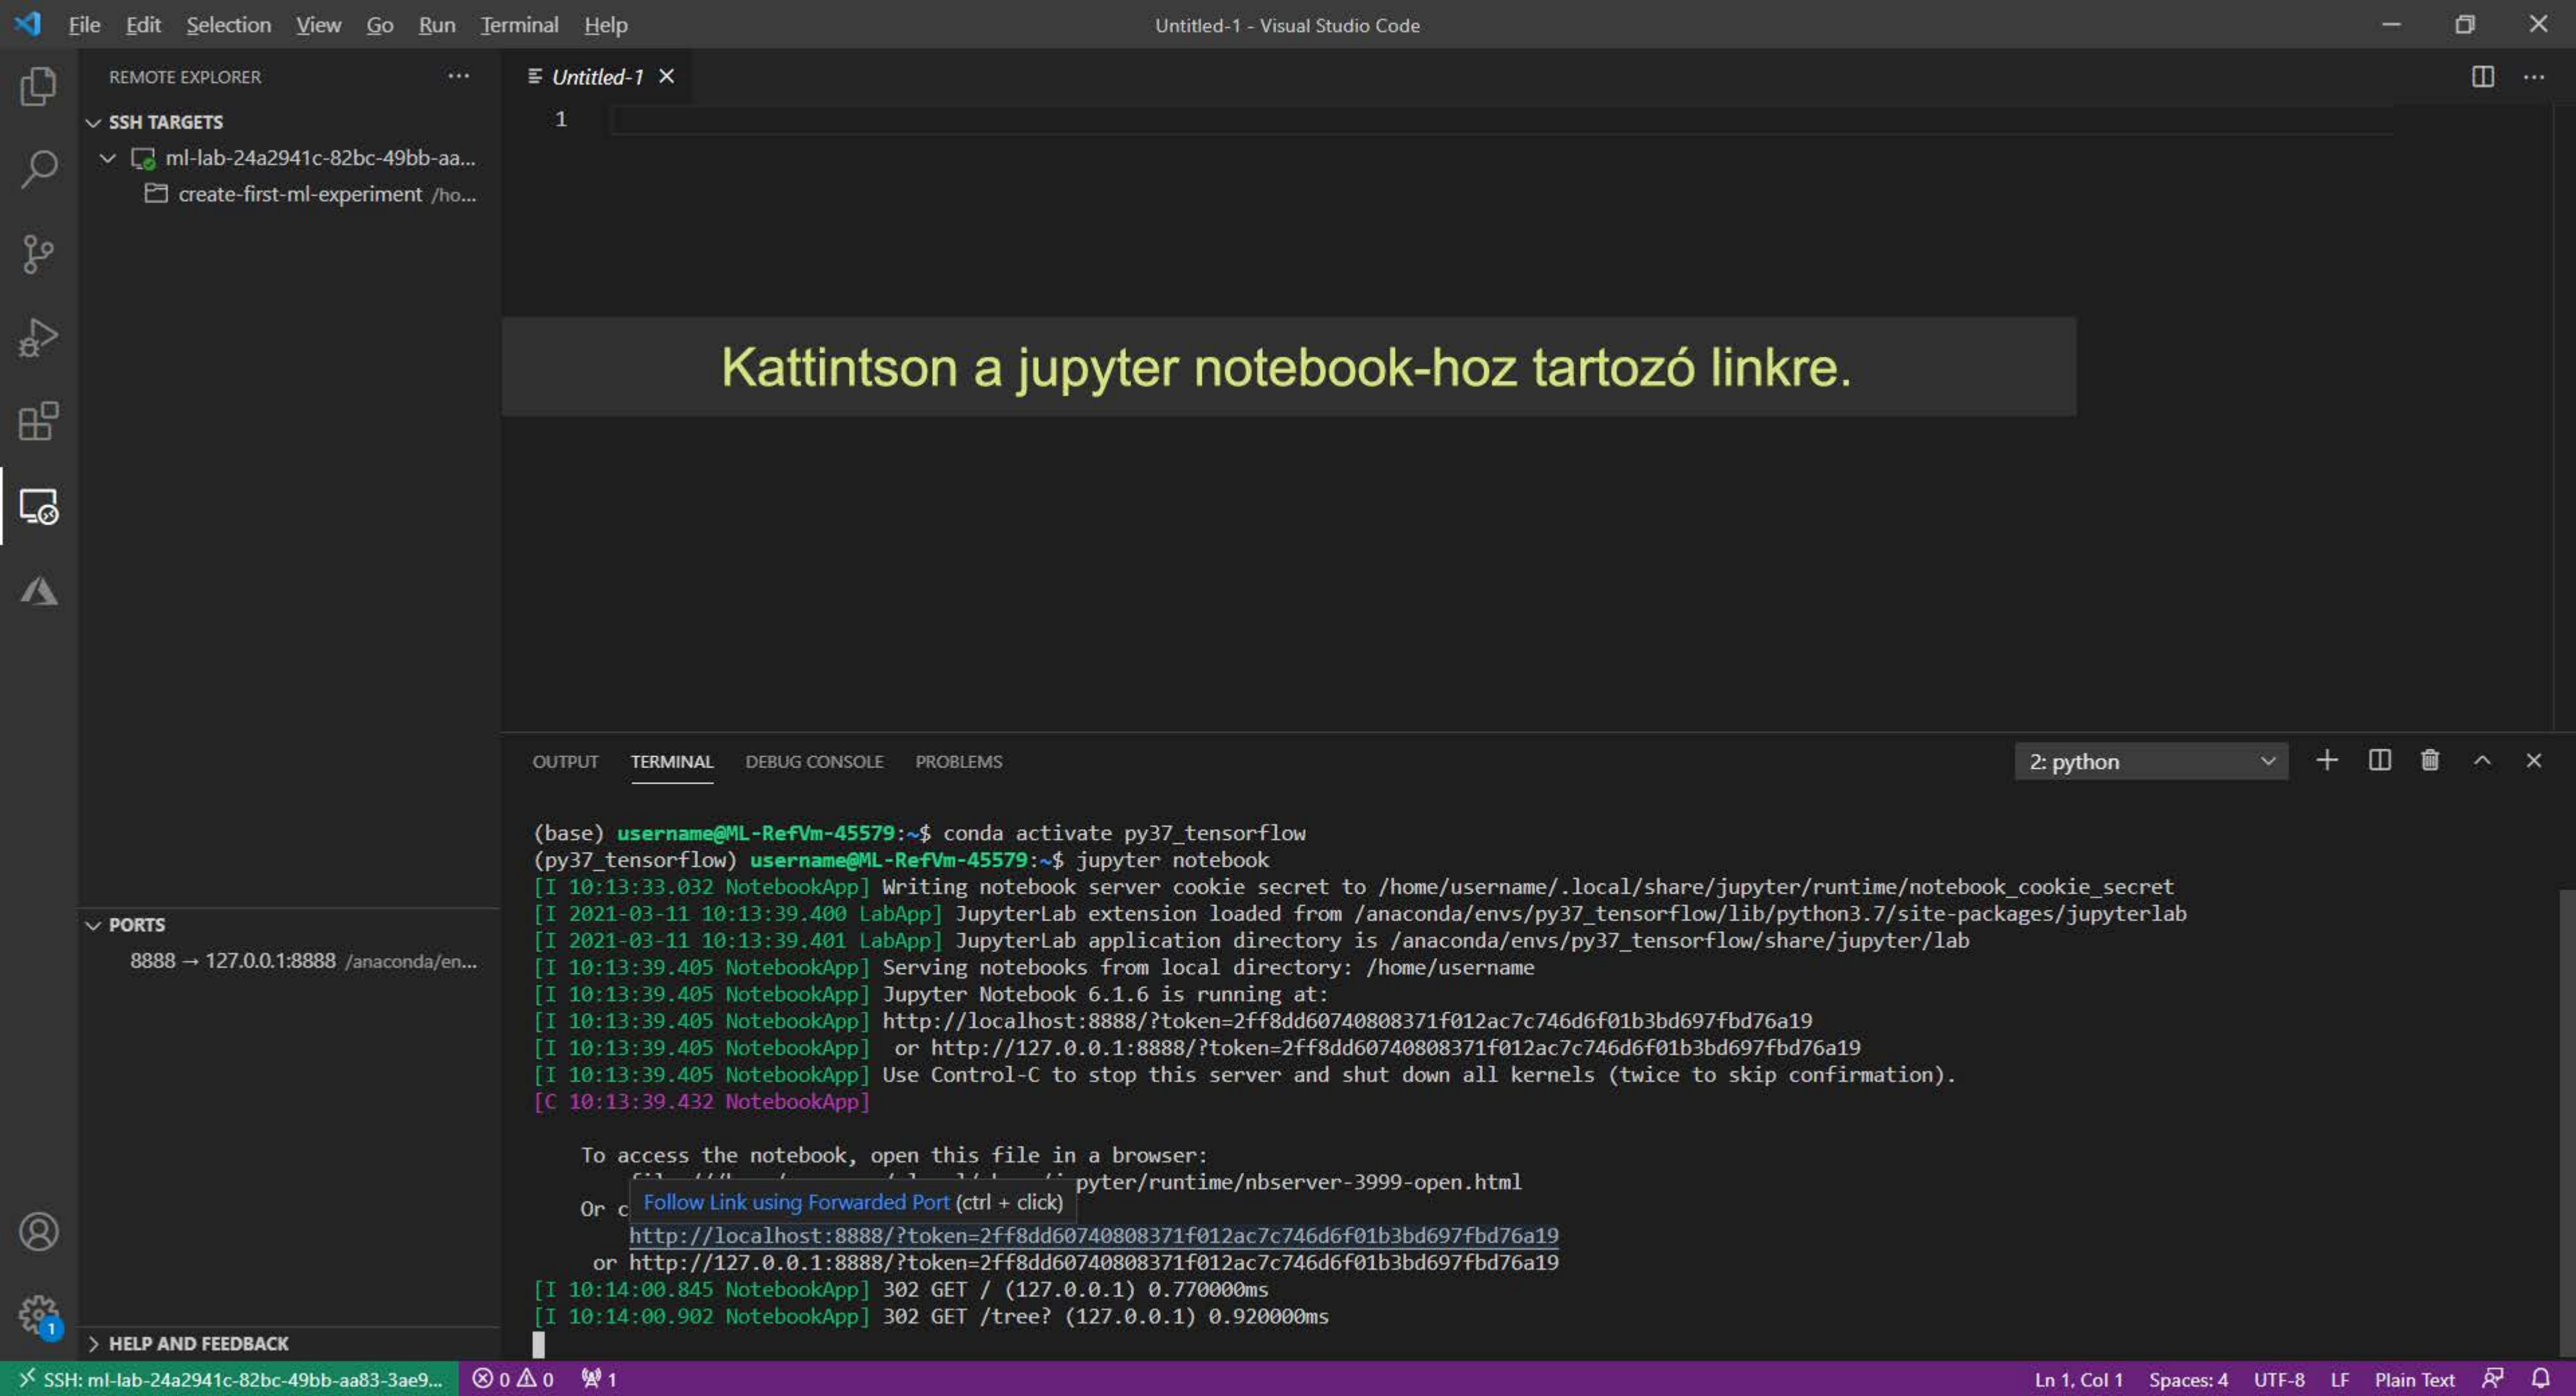 File Edit Selection View Go Run Terminal Help
Untitled-1 - Visual Studio Code
REMOTE EXPLORER
SSH TARGETS
ml-lab-24a2941c-82bc-49bb-aa...
create-first-ml-experiment /ho...
Untitled-1
1
Kattintson a jupyter notebook-hoz tartozó linkre.
PORTS
8888 → 127.0.0.1:8888 /anaconda/en...
HELP AND FEEDBACK
OUTPUT TERMINAL DEBUG CONSOLE PROBLEMS
2: python
(base) username@ML-RefVm-45579:~$ conda activate py37_tensorflow
(py37_tensorflow) username@ML-RefVm-45579:~$ jupyter notebook
[I 10:13:33.032 NotebookApp] Writing notebook server cookie secret to /home/username/.local/share/jupyter/runtime/notebook_cookie_secret
[I 2021-03-11 10:13:39.400 LabApp] JupyterLab extension loaded from /anaconda/envs/py37_tensorflow/lib/python3.7/site-packages/jupyterlab
[I 2021-03-11 10:13:39.401 LabApp] JupyterLab application directory is /anaconda/envs/py37_tensorflow/share/jupyter/lab
[I 10:13:39.405 NotebookApp] Serving notebooks from local directory: /home/username
[I 10:13:39.405 NotebookApp] Jupyter Notebook 6.1.6 is running at:
[I 10:13:39.405 NotebookApp] http://localhost:8888/?token=2ff8dd60740808371f012ac7c746d6f01b3bd697fbd76a19
[I 10:13:39.405 NotebookApp] or http://127.0.0.1:8888/?token=2ff8dd60740808371f012ac7c746d6f01b3bd697fbd76a19
[I 10:13:39.405 NotebookApp] Use Control-C to stop this server and shut down all kernels (twice to skip confirmation).
[C 10:13:39.432 NotebookApp]
To access the notebook, open this file in a browser:
pyter/runtime/nbserver-3999-open.html
Or c
Follow Link using Forwarded Port (ctrl + click)
http://localhost:8888/?token=2ff8dd60740808371f012ac7c746d6f01b3bd697fbd76a19
or http://127.0.0.1:8888/?token=2ff8dd60740808371f012ac7c746d6f01b3bd697fbd76a19
[I 10:14:00.845 NotebookApp] 302 GET / (127.0.0.1) 0.770000ms
[I 10:14:00.902 NotebookApp] 302 GET /tree? (127.0.0.1) 0.920000ms
1
SSH: ml-lab-24a2941c-82bc-49bb-aa83-3ae9... 0 0 1
Ln 1, Col 1 Spaces: 4 UTF-8 LF Plain Text